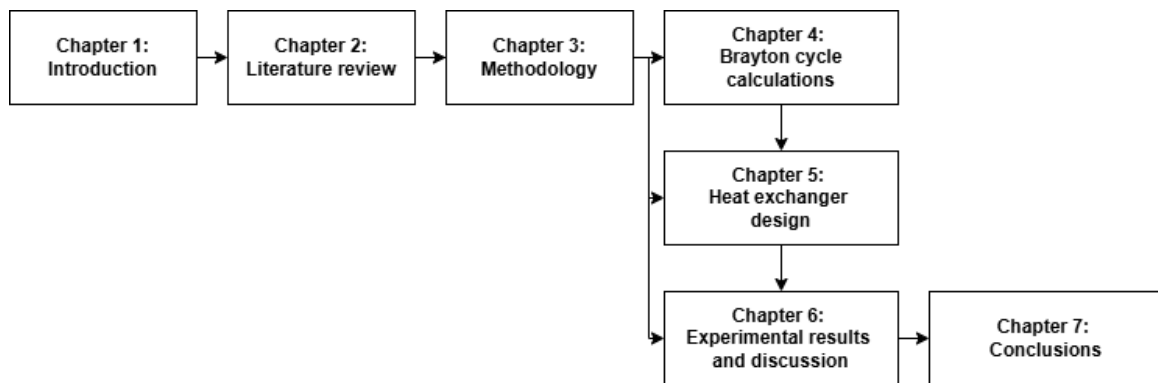 Chapter 1:
Introduction
Chapter 2:
Literature review
Chapter 3:
Methodology
Chapter 4:
Brayton cycle
calculations
Chapter 5:
Heat exchanger
design
Chapter 6:
Experimental results
and discussion
Chapter 7:
Conclusions